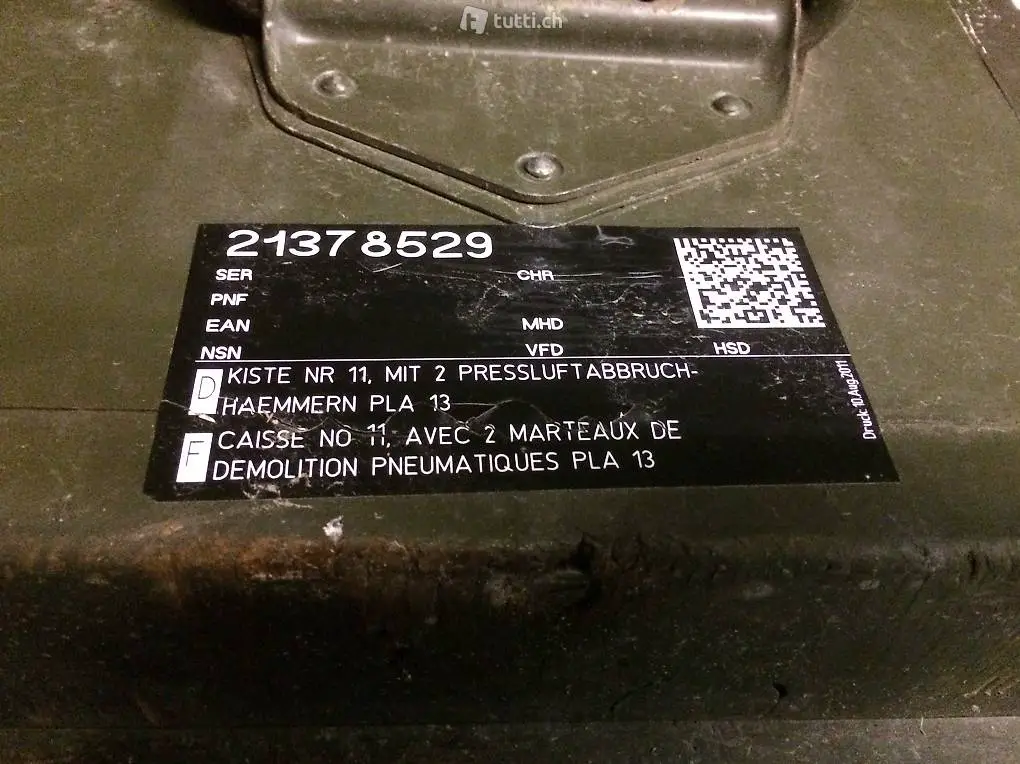 tutti.ch
21378529
SER CHR
PNF
EAN MHD
NSN VFD HSD
D KISTE NR 11, MIT 2 PRESSLUFTABBRUCH-
HAEMMERN PLA 13
F CAISSE NO 11, AVEC 2 MARTEAUX DE
DEMOLITION PNEUMATIQUES PLA 13
Druck: 10.Aug.2011